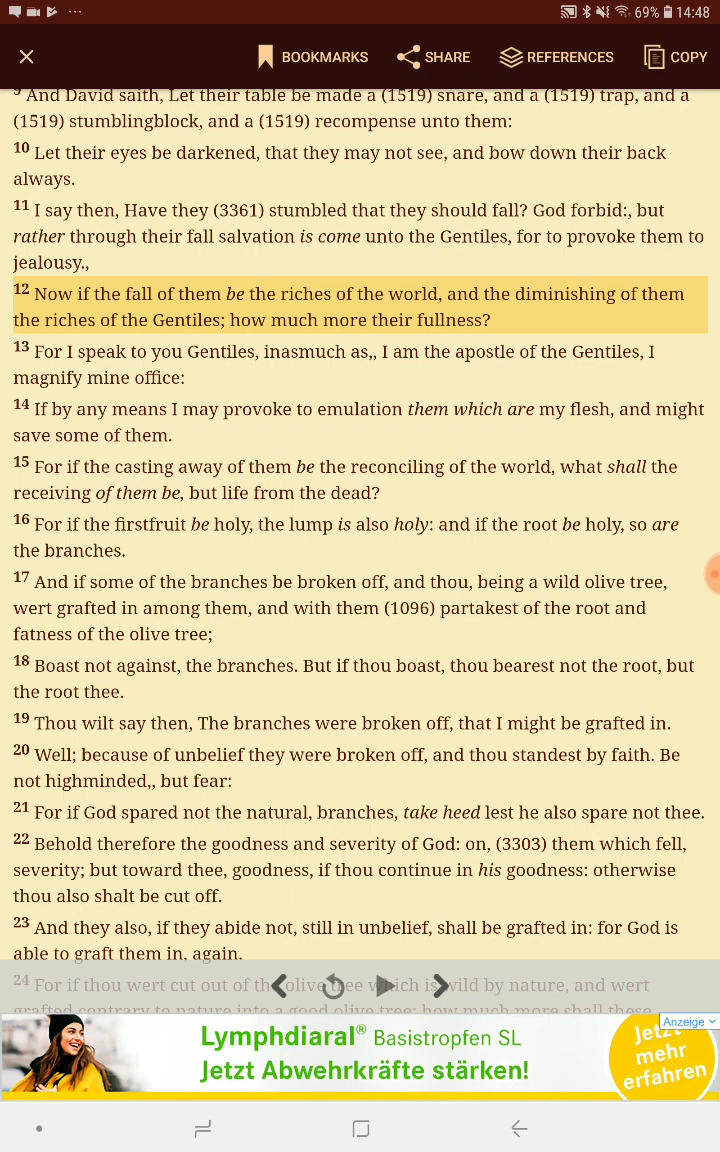 69% 14:48
BOOKMARKS SHARE REFERENCES COPY
9 And David saith, Let their table be made a (1519) snare, and a (1519) trap, and a
(1519) stumblingblock, and a (1519) recompense unto them:
10 Let their eyes be darkened, that they may not see, and bow down their back
always.
11 I say then, Have they (3361) stumbled that they should fall? God forbid:, but
rather through their fall salvation is come unto the Gentiles, for to provoke them to
jealousy.,
12 Now if the fall of them be the riches of the world, and the diminishing of them
the riches of the Gentiles; how much more their fullness?
13 For I speak to you Gentiles, inasmuch as,, I am the apostle of the Gentiles, I
magnify mine office:
14 If by any means I may provoke to emulation them which are my flesh, and might
save some of them.
15 For if the casting away of them be the reconciling of the world, what shall the
receiving of them be, but life from the dead?
16 For if the firstfruit be holy, the lump is also holy: and if the root be holy, so are
the branches.
17 And if some of the branches be broken off, and thou, being a wild olive tree,
wert grafted in among them, and with them (1096) partakest of the root and
fatness of the olive tree;
18 Boast not against, the branches. But if thou boast, thou bearest not the root, but
the root thee.
19 Thou wilt say then, The branches were broken off, that I might be grafted in.
20 Well; because of unbelief they were broken off, and thou standest by faith. Be
not highminded,, but fear:
21 For if God spared not the natural, branches, take heed lest he also spare not thee.
22 Behold therefore the goodness and severity of God: on, (3303) them which fell,
severity; but toward thee, goodness, if thou continue in his goodness: otherwise
thou also shalt be cut off.
23 And they also, if they abide not, still in unbelief, shall be grafted in: for God is
able to graft them in, again.
24 For if thou wert cut out of the olive tree which is wild by nature, and wert
grafted contrary to nature into a good olive tree: how much more shall these
Anzeige
Lymphdiaral® Basistropfen SL
Jetzt Abwehrkräfte stärken!
Jetzt
mehr
erfahren